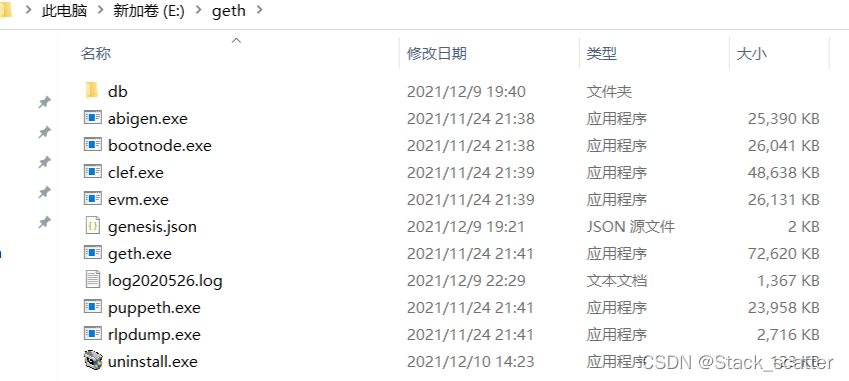 此电脑 > 新加卷 (E:) > geth >
名称 修改日期 类型 大小
db 2021/12/9 19:40 文件夹
abigen.exe 2021/11/24 21:38 应用程序 25,390 KB
bootnode.exe 2021/11/24 21:38 应用程序 26,041 KB
clef.exe 2021/11/24 21:39 应用程序 48,638 KB
evm.exe 2021/11/24 21:39 应用程序 26,131 KB
genesis.json 2021/12/9 19:21 JSON 源文件 2 KB
geth.exe 2021/11/24 21:41 应用程序 72,620 KB
log2020526.log 2021/12/9 22:29 文本文档 1,367 KB
puppeth.exe 2021/11/24 21:41 应用程序 23,958 KB
rlpdump.exe 2021/11/24 21:41 应用程序 2,716 KB
uninstall.exe 2021/12/10 14:23 应用程序 123 KB
CSDN @Stack_scatter